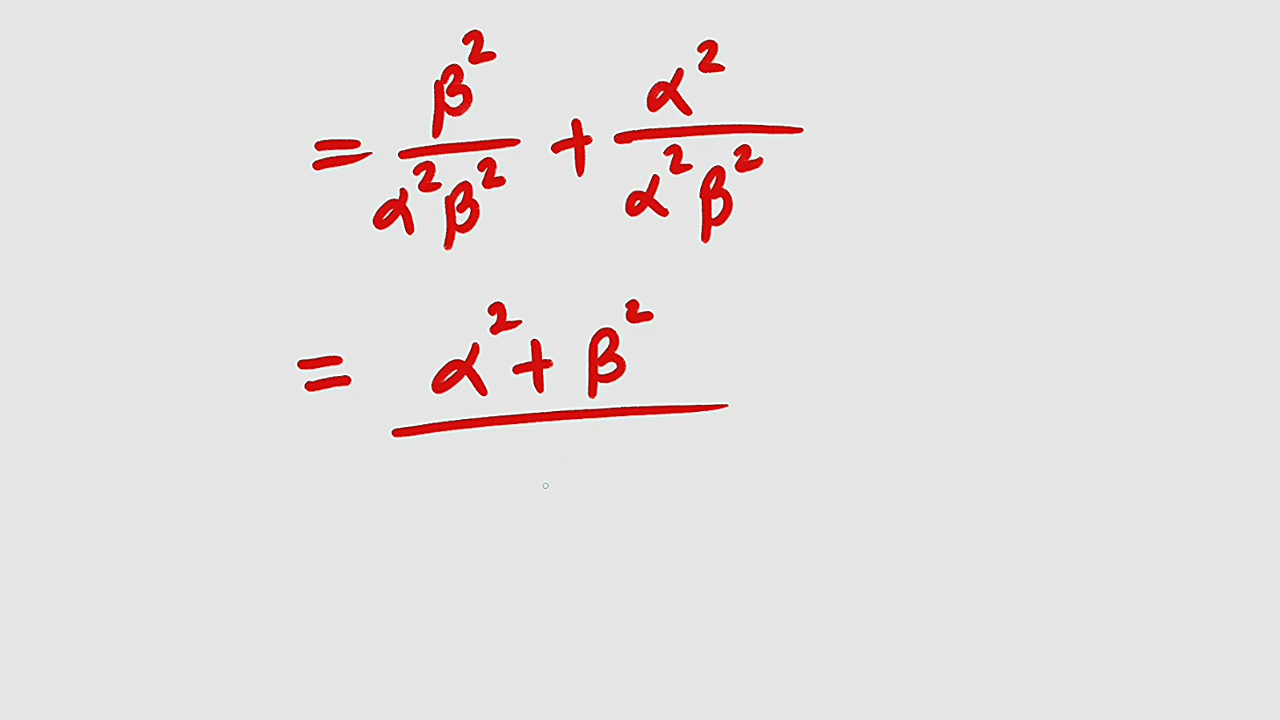 = β²/α²β² + α²/α²β²
= α² + β²